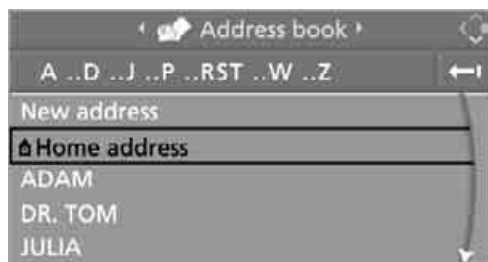 Address book
A ..D ..J ..P ..RST ..W ..Z
New address
Home address
ADAM
DR. TOM
JULIA